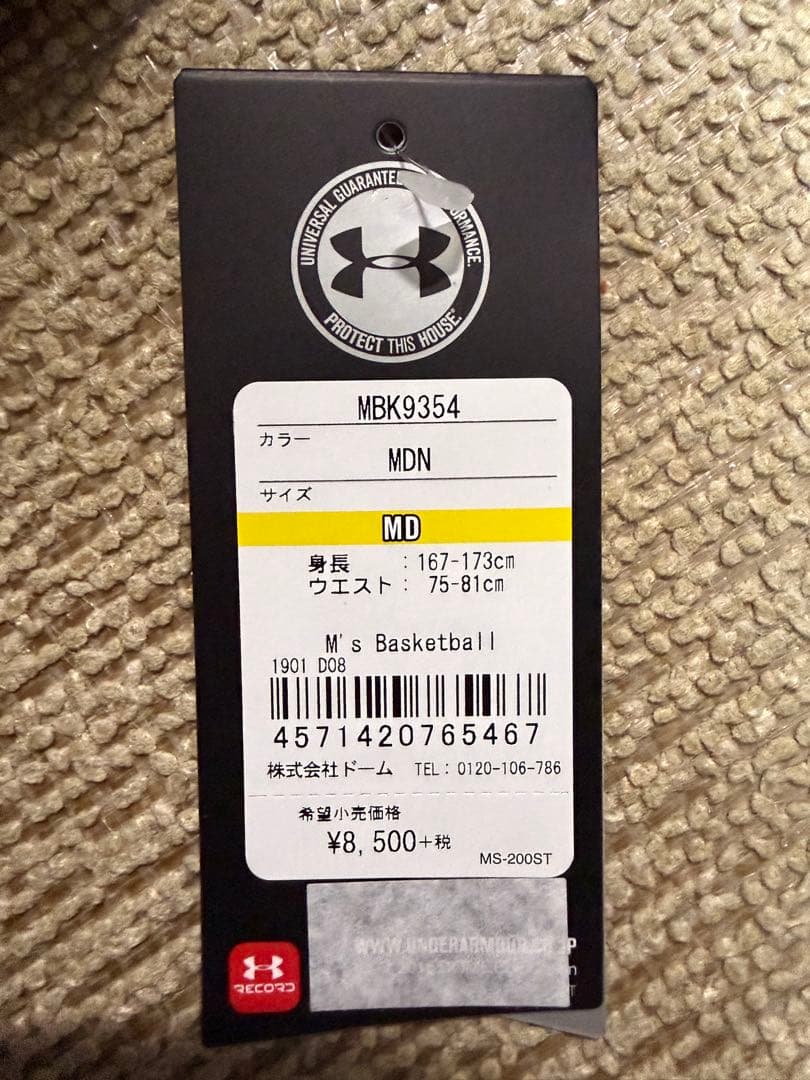 UNIVERSAL GUARANTEE
PROTECT THIS HOUSE.
MBK9354
カラー
MDN
サイズ
MD
身長 : 167-173cm
ウエスト : 75-81cm
M's Basketball
1901 D08
4571420765467
株式会社ドーム TEL: 0120-106-786
希望小売価格
¥8,500+税
MS-200ST
RECORD